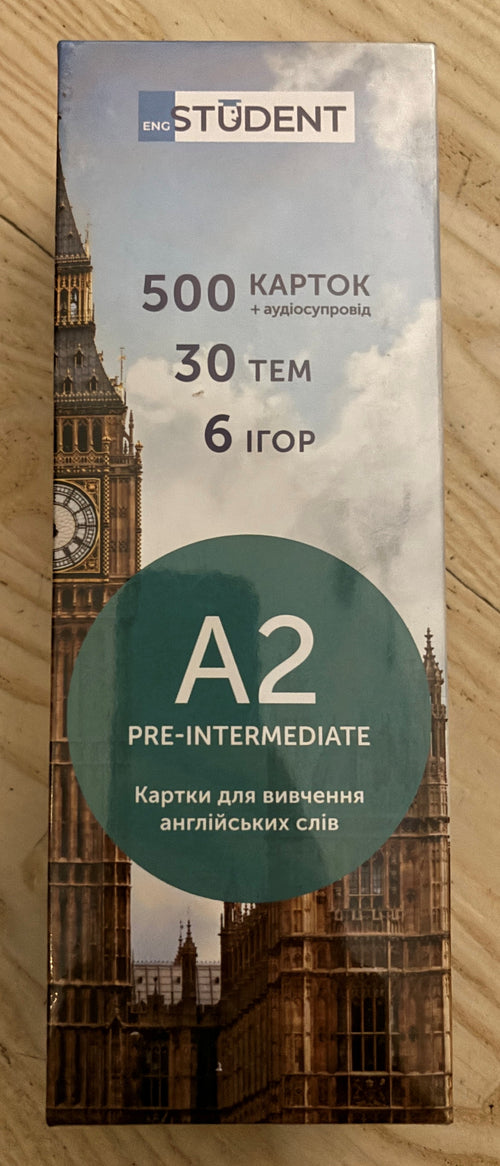 ENG STUDENT
500 КАРТОК
+ аудіосупровід
30 ТЕМ
6 ІГОР
A2
PRE-INTERMEDIATE
Картки для вивчення
англійських слів